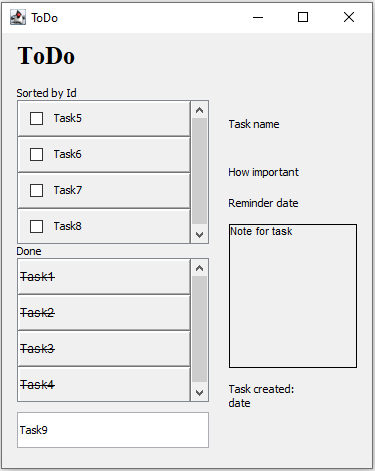 ToDo
ToDo
Sorted by Id
Task5
Task6
Task7
Task8
Done
Task1
Task2
Task3
Task4
Task9
Task name
How important
Reminder date
Note for task
Task created:
date